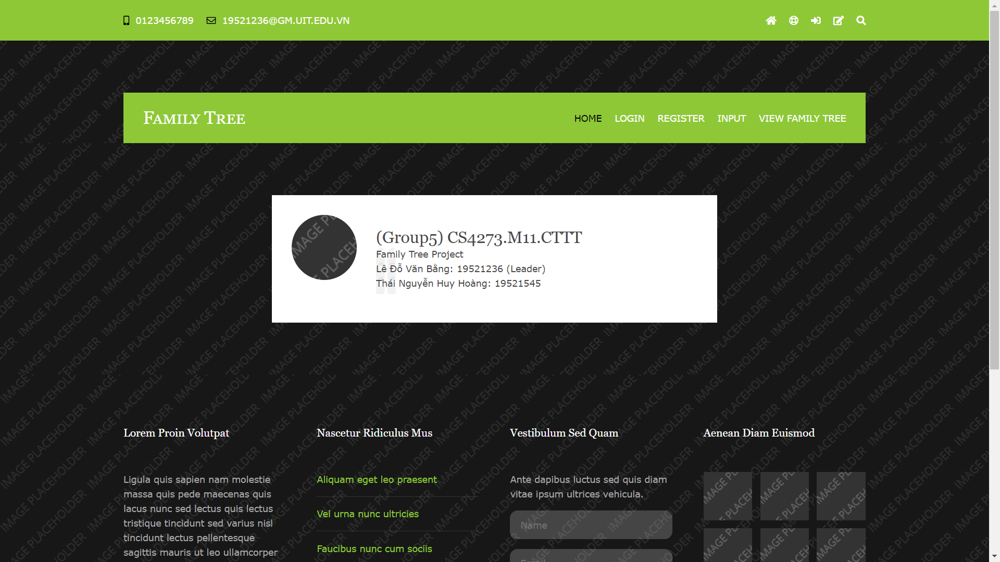 0123456789 19521236@GM.UIT.EDU.VN
FAMILY TREE
HOME LOGIN REGISTER INPUT VIEW FAMILY TREE
(Group5) CS4273.M11.CTTT
Family Tree Project
Lê Đỗ Văn Bằng: 19521236 (Leader)
Thái Nguyễn Huy Hoàng: 19521545
IMAGE PLACEHOLDER
Lorem Proin Volutpat
Ligula quis sapien nam molestie
massa quis pede maecenas quis
lacus nunc sed lectus quis lectus
tristique tincidunt sed varius nisl
tincidunt lectus pellentesque
sagittis mauris ut leo ullamcorper
Nascetur Ridiculus Mus
Aliquam eget leo praesent
Vel urna nunc ultricies
Faucibus nunc cum sociis
Vestibulum Sed Quam
Ante dapibus luctus sed quis diam
vitae ipsum ultrices vehicula.
Name
Aenean Diam Euismod